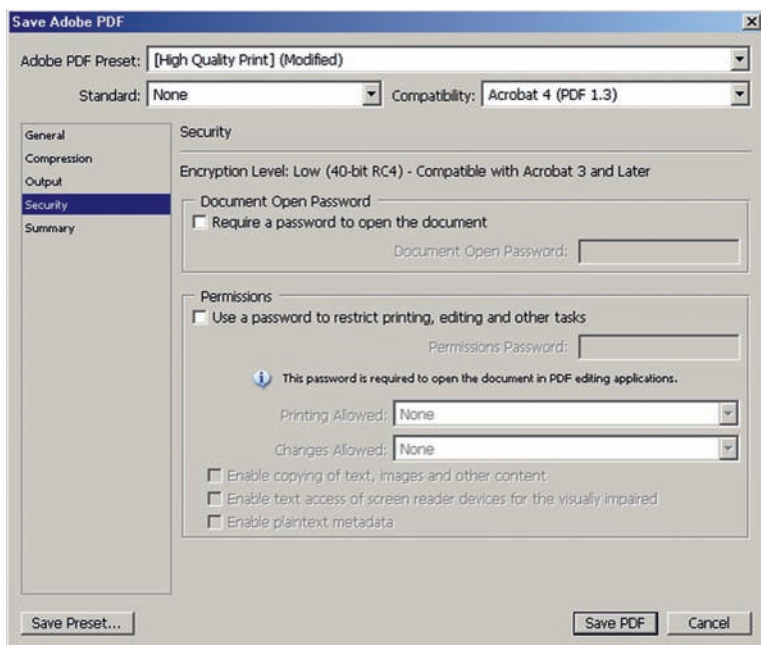 Save Adobe PDF
Adobe PDF Preset: [High Quality Print] (Modified)
Standard: None Compatibility: Acrobat 4 (PDF 1.3)
General
Compression
Output
Security
Summary
Security
Encryption Level: Low (40-bit RC4) - Compatible with Acrobat 3 and Later
Document Open Password
Require a password to open the document
Document Open Password:
Permissions
Use a password to restrict printing, editing and other tasks
Permissions Password:
This password is required to open the document in PDF editing applications.
Printing Allowed: None
Changes Allowed: None
Enable copying of text, images and other content
Enable text access of screen reader devices for the visually impaired
Enable plaintext metadata
Save Preset... Save PDF Cancel